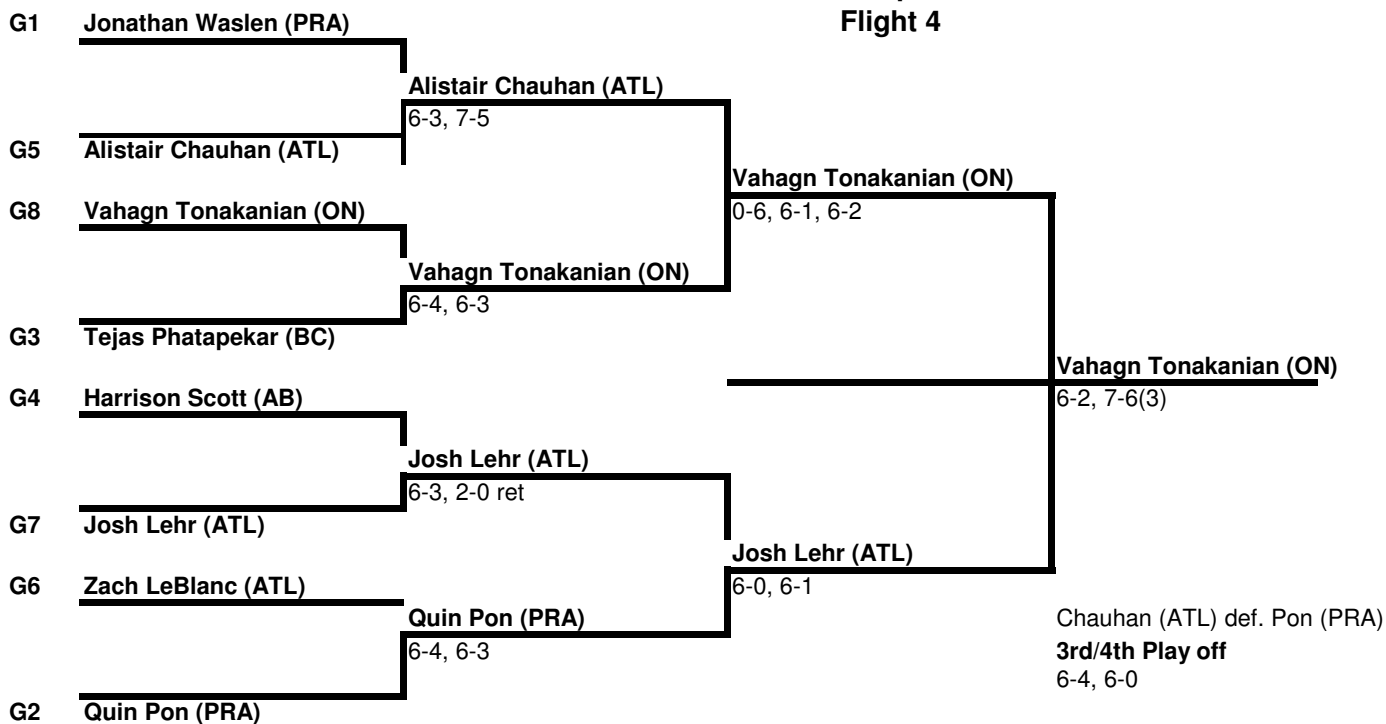 Flight 4
G1 Jonathan Waslen (PRA)
Alistair Chauhan (ATL)
6-3, 7-5
G5 Alistair Chauhan (ATL)
Vahagn Tonakanian (ON)
0-6, 6-1, 6-2
G8 Vahagn Tonakanian (ON)
Vahagn Tonakanian (ON)
6-4, 6-3
G3 Tejas Phatapekar (BC)
Vahagn Tonakanian (ON)
6-2, 7-6(3)
G4 Harrison Scott (AB)
Josh Lehr (ATL)
6-3, 2-0 ret
G7 Josh Lehr (ATL)
Josh Lehr (ATL)
6-0, 6-1
G6 Zach LeBlanc (ATL)
Quin Pon (PRA)
6-4, 6-3
G2 Quin Pon (PRA)
Chauhan (ATL) def. Pon (PRA)
3rd/4th Play off
6-4, 6-0